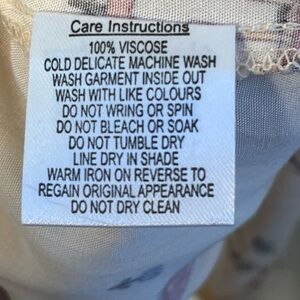 Care Instructions
100% VISCOSE
COLD DELICATE MACHINE WASH
WASH GARMENT INSIDE OUT
WASH WITH LIKE COLOURS
DO NOT WRING OR SPIN
DO NOT BLEACH OR SOAK
DO NOT TUMBLE DRY
LINE DRY IN SHADE
WARM IRON ON REVERSE TO
REGAIN ORIGINAL APPEARANCE
DO NOT DRY CLEAN